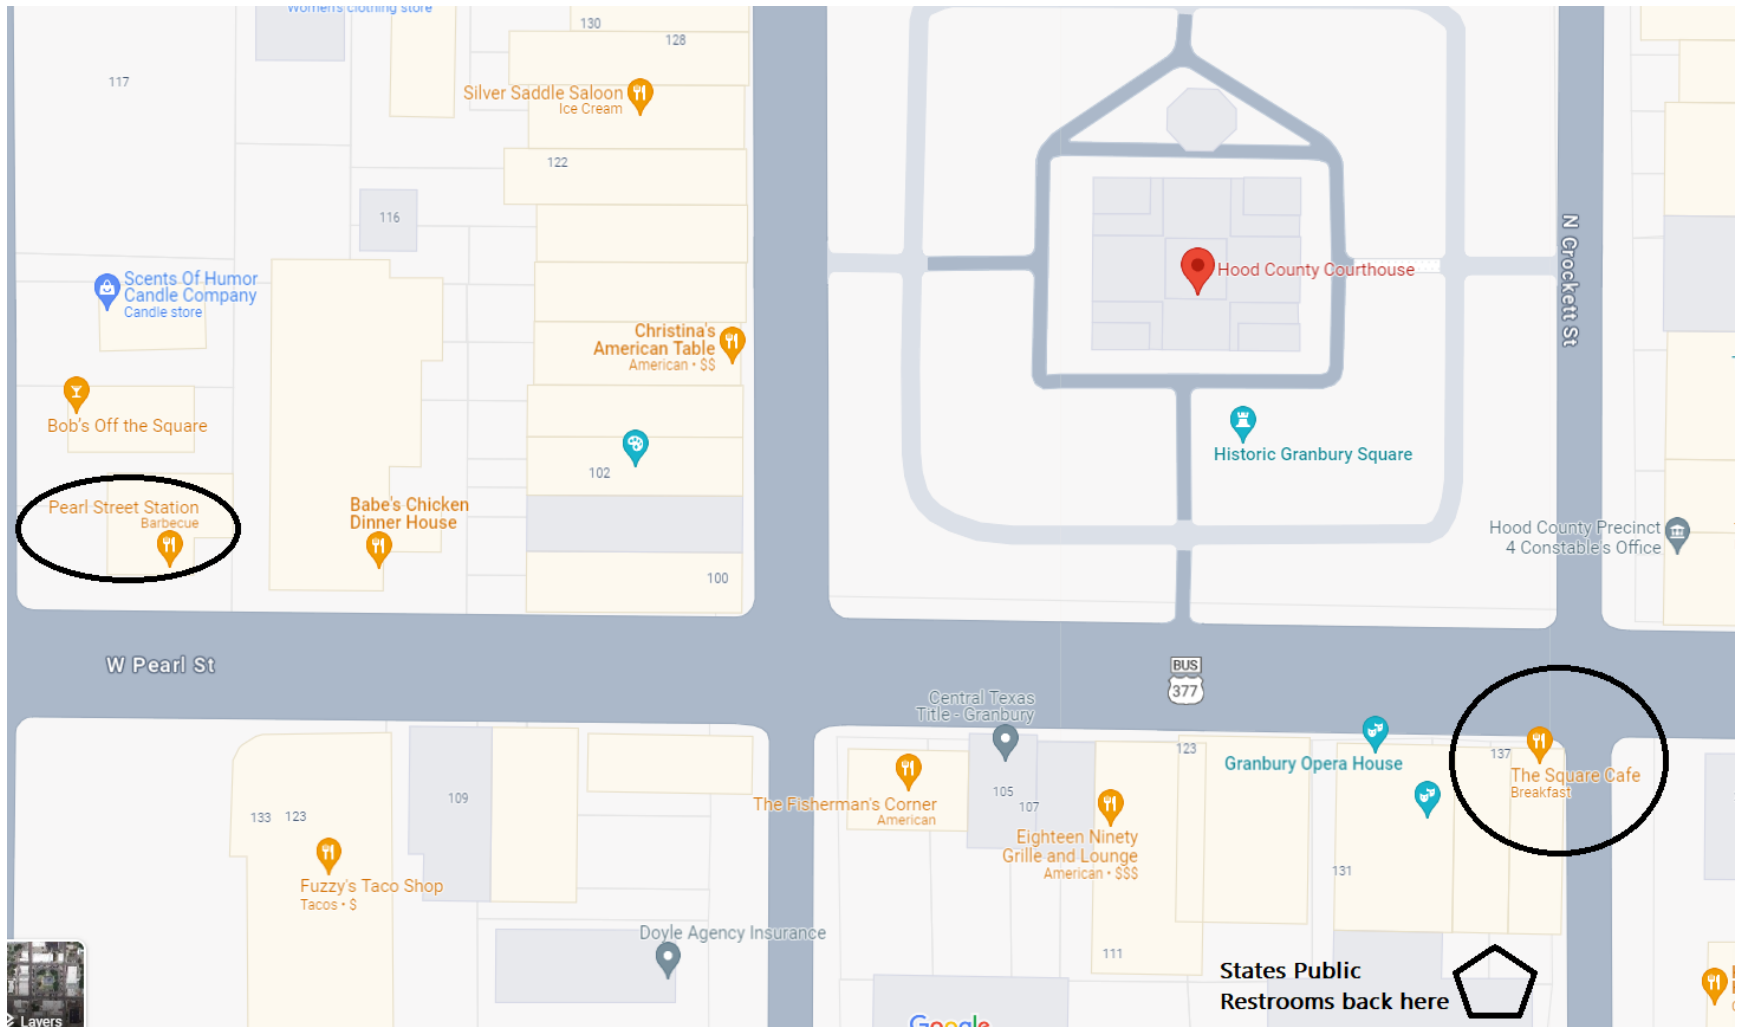 Women's clothing store
130
128
117
Silver Saddle Saloon
Ice Cream
122
116
N Crockett St
Hood County Courthouse
Scents Of Humor
Candle Company
Candle store
Christina's
American Table
American • $$
Bob's Off the Square
Historic Granbury Square
102
Pearl Street Station
Barbecue
Babe's Chicken
Dinner House
Hood County Precinct
4 Constable's Office
100
W Pearl St
BUS
377
Central Texas
Title - Granbury
123
137
Granbury Opera House
The Square Cafe
Breakfast
105
107
The Fisherman's Corner
American
109
133 123
Eighteen Ninety
Grille and Lounge
American • $$$
131
Fuzzy's Taco Shop
Tacos • $
Doyle Agency Insurance
111
States Public
Restrooms back here
Layers
Google